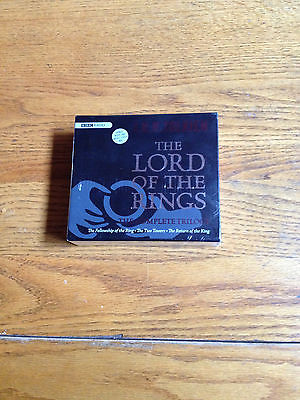 BBC RADIO
THE
LORD
OF THE
RINGS
THE COMPLETE TRILOGY
The Fellowship of the Ring • The Two Towers • The Return of the King